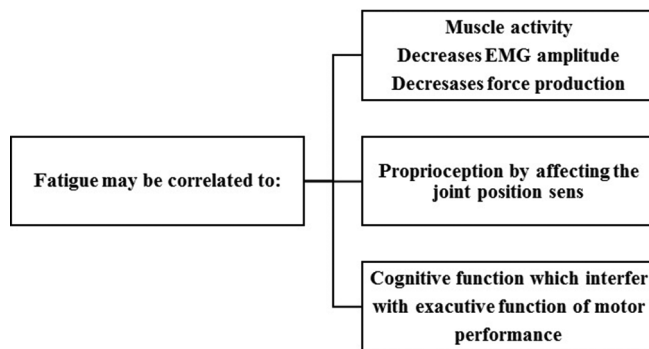 Muscle activity
Decreases EMG amplitude
Decresases force production
Fatigue may be correlated to:
Proprioception by affecting the
joint position sens
Cognitive function which interfer
with exacutive function of motor
performance